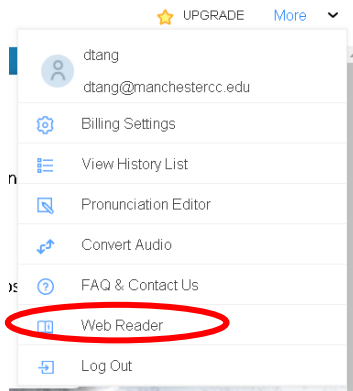 UPGRADE More
dtang
dtang@manchestercc.edu
Billing Settings
View History List
n
Pronunciation Editor
Convert Audio
FAQ & Contact Us
Web Reader
Log Out